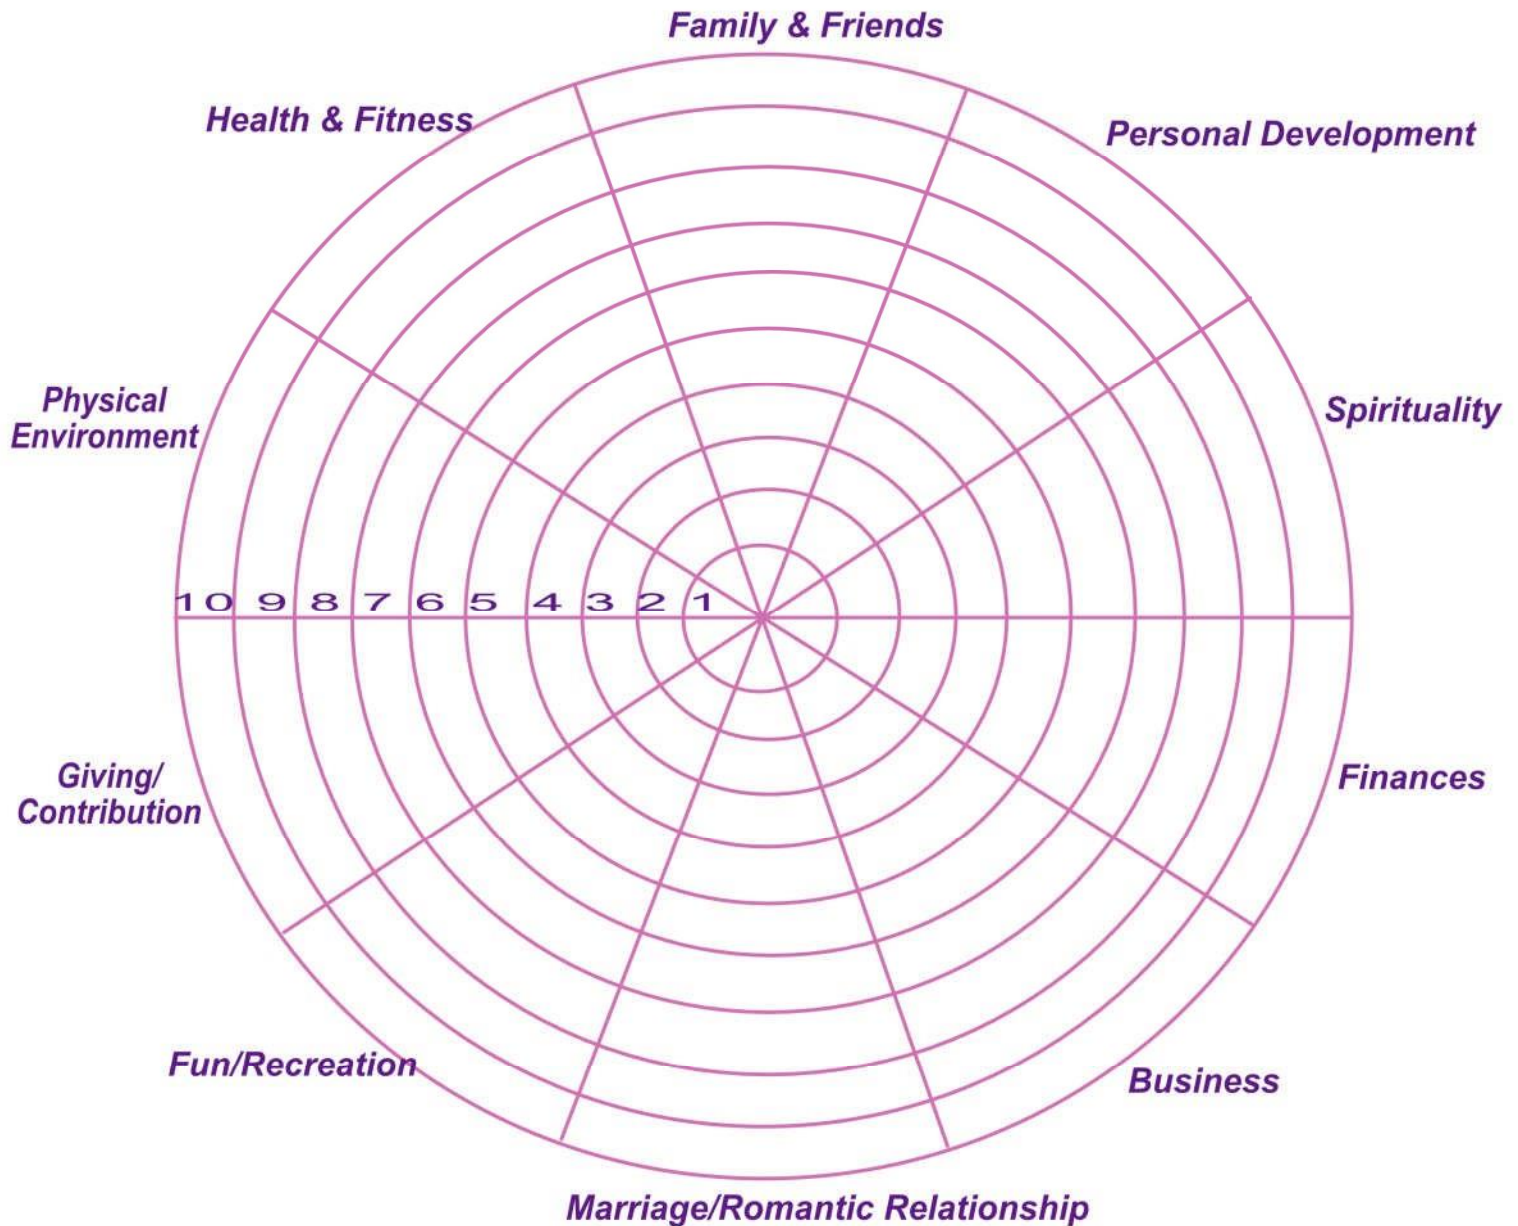 Family & Friends
Health & Fitness
Personal Development
Physical
Environment
Spirituality
10 9 8 7 6 5 4 3 2 1
Giving/
Contribution
Finances
Fun/Recreation
Business
Marriage/Romantic Relationship